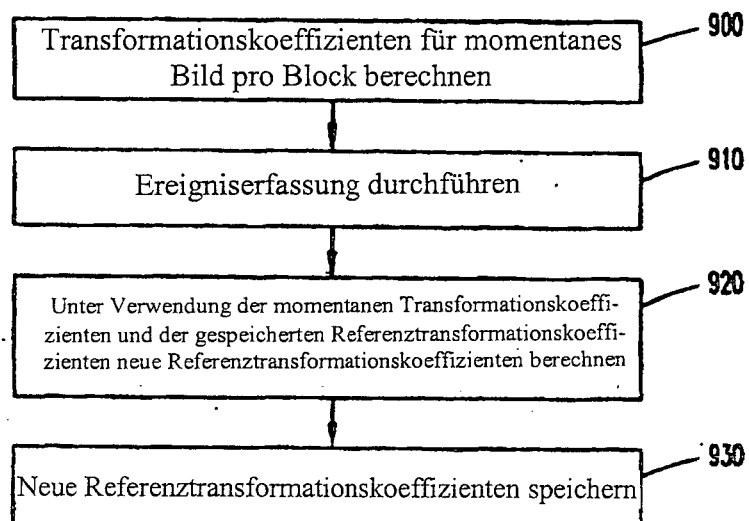 Transformationskoeffizienten für momentanes
Bild pro Block berechnen
900
Ereigniserfassung durchführen
910
Unter Verwendung der momentanen Transformationskoeffi-
zienten und der gespeicherten Referenztransformationskoeffi-
zienten neue Referenztransformationskoeffizienten berechnen
920
Neue Referenztransformationskoeffizienten speichern
930